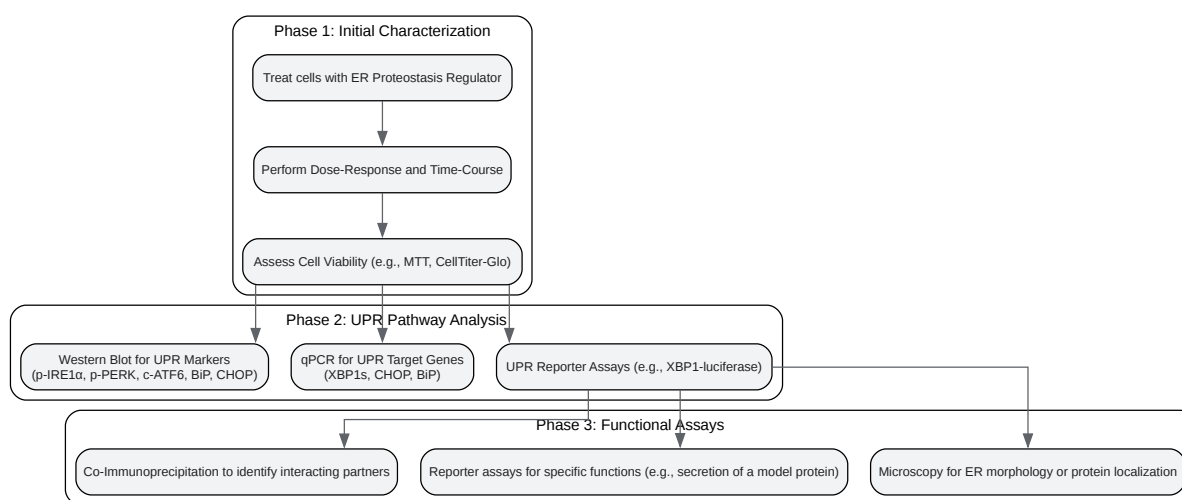 Phase 1: Initial Characterization
Treat cells with ER Proteostasis Regulator
Perform Dose-Response and Time-Course
Assess Cell Viability (e.g., MTT, CellTiter-Glo)
Phase 2: UPR Pathway Analysis
Western Blot for UPR Markers
(p-IRE1α, p-PERK, c-ATF6, BiP, CHOP)
qPCR for UPR Target Genes
(XBP1s, CHOP, BiP)
UPR Reporter Assays (e.g., XBP1-luciferase)
Phase 3: Functional Assays
Co-Immunoprecipitation to identify interacting partners
Reporter assays for specific functions (e.g., secretion of a model protein)
Microscopy for ER morphology or protein localization